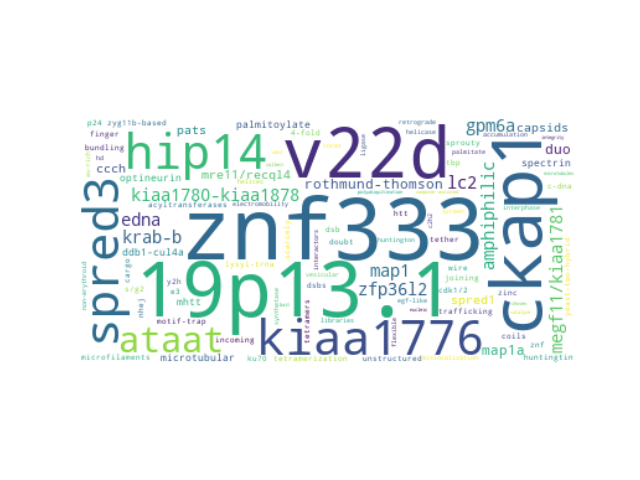 p24 zyg11b-based
palmitoylate
retrograde
gpm6a
capsids
finger
pats
4-fold
helicase
sprouty
duo
bundling
hip14
v22d
palmitate
spectrin
ccch
optineurin
mre11/recql4
tbp
c-dna
kiaa1780-kiaa1878
rothmund-thomson
lc2
acyltransferases
electromobility
spred3
edna
znf333
htt
amphiphilic
ckap1
megf11/kiaa1781
krab-b
dsb
doubt
huntington
tether
interphase
ddb1-cul4a
interactors
c2h2
non-erythroid
cargo
lysyl-trna
map1
wire
joining
s/g2
y2h
19p13.1
vesicular
zfp36l2
cdk1/2
zinc
nhej
mhtt
e3
dsbs
egf-like
spred1
trafficking
motif-trap
synthetase
tetramers
libraries
flexible
znf
ataat
incoming
kiaa1776
coils
map1a
microfilaments
microtubular
ku70
tetramerization
unstructured
huntingtin